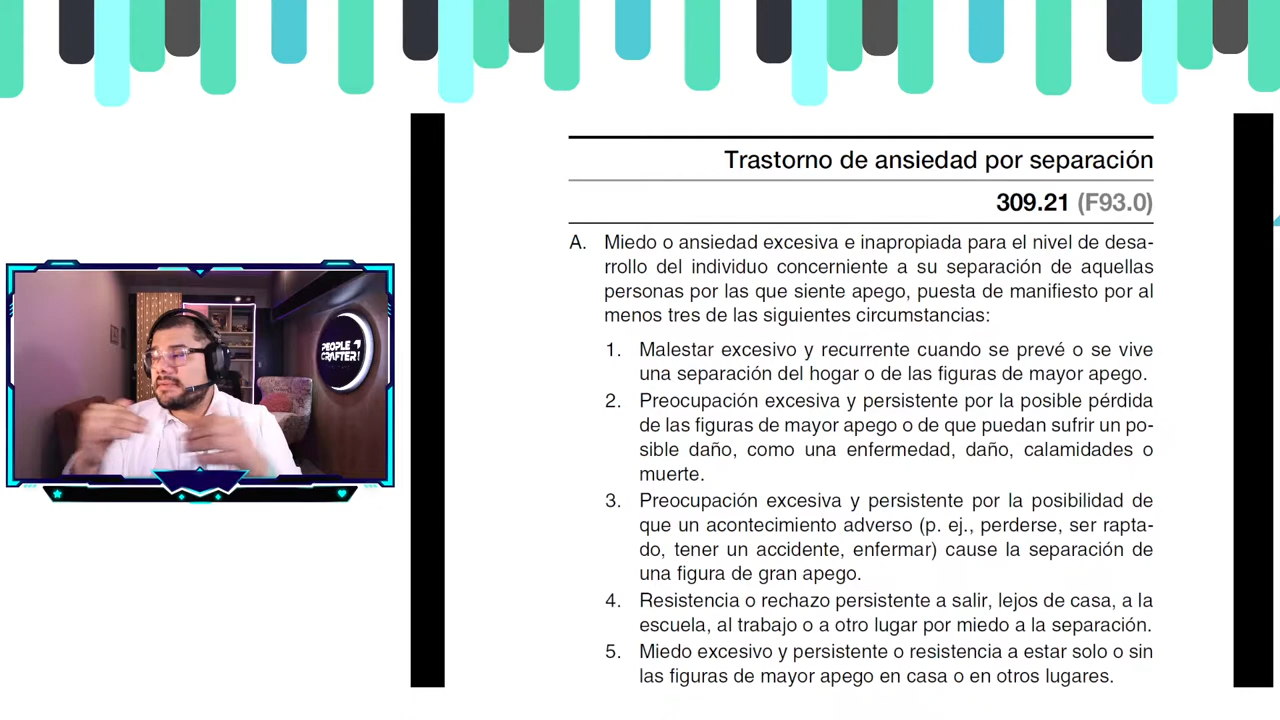 Trastorno de ansiedad por separación
309.21 (F93.0)
A. Miedo o ansiedad excesiva e inapropiada para el nivel de desa-
rrollo del individuo concerniente a su separación de aquellas
personas por las que siente apego, puesta de manifiesto por al
menos tres de las siguientes circunstancias:
1. Malestar excesivo y recurrente cuando se prevé o se vive
una separación del hogar o de las figuras de mayor apego.
2. Preocupación excesiva y persistente por la posible pérdida
de las figuras de mayor apego o de que puedan sufrir un po-
sible daño, como una enfermedad, daño, calamidades o
muerte.
3. Preocupación excesiva y persistente por la posibilidad de
que un acontecimiento adverso (p. ej., perderse, ser rapta-
do, tener un accidente, enfermar) cause la separación de
una figura de gran apego.
4. Resistencia o rechazo persistente a salir, lejos de casa, a la
escuela, al trabajo o a otro lugar por miedo a la separación.
5. Miedo excesivo y persistente o resistencia a estar solo o sin
las figuras de mayor apego en casa o en otros lugares.
PEOPLE
CRAFTER!